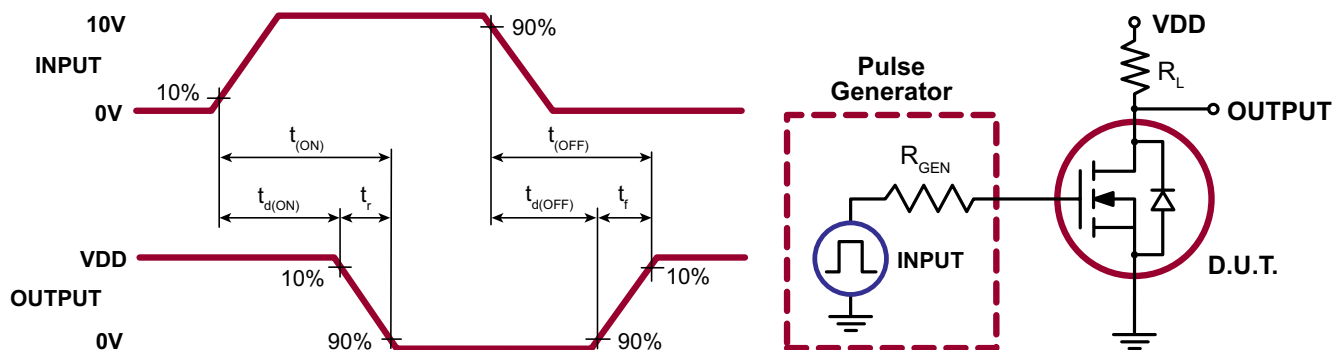 10V
INPUT
0V
10%
90%
t(ON)
t(OFF)
td(ON)
tr
td(OFF)
tf
VDD
OUTPUT
0V
10%
90%
90%
10%
Pulse
Generator
RGEN
INPUT
VDD
RL
OUTPUT
D.U.T.